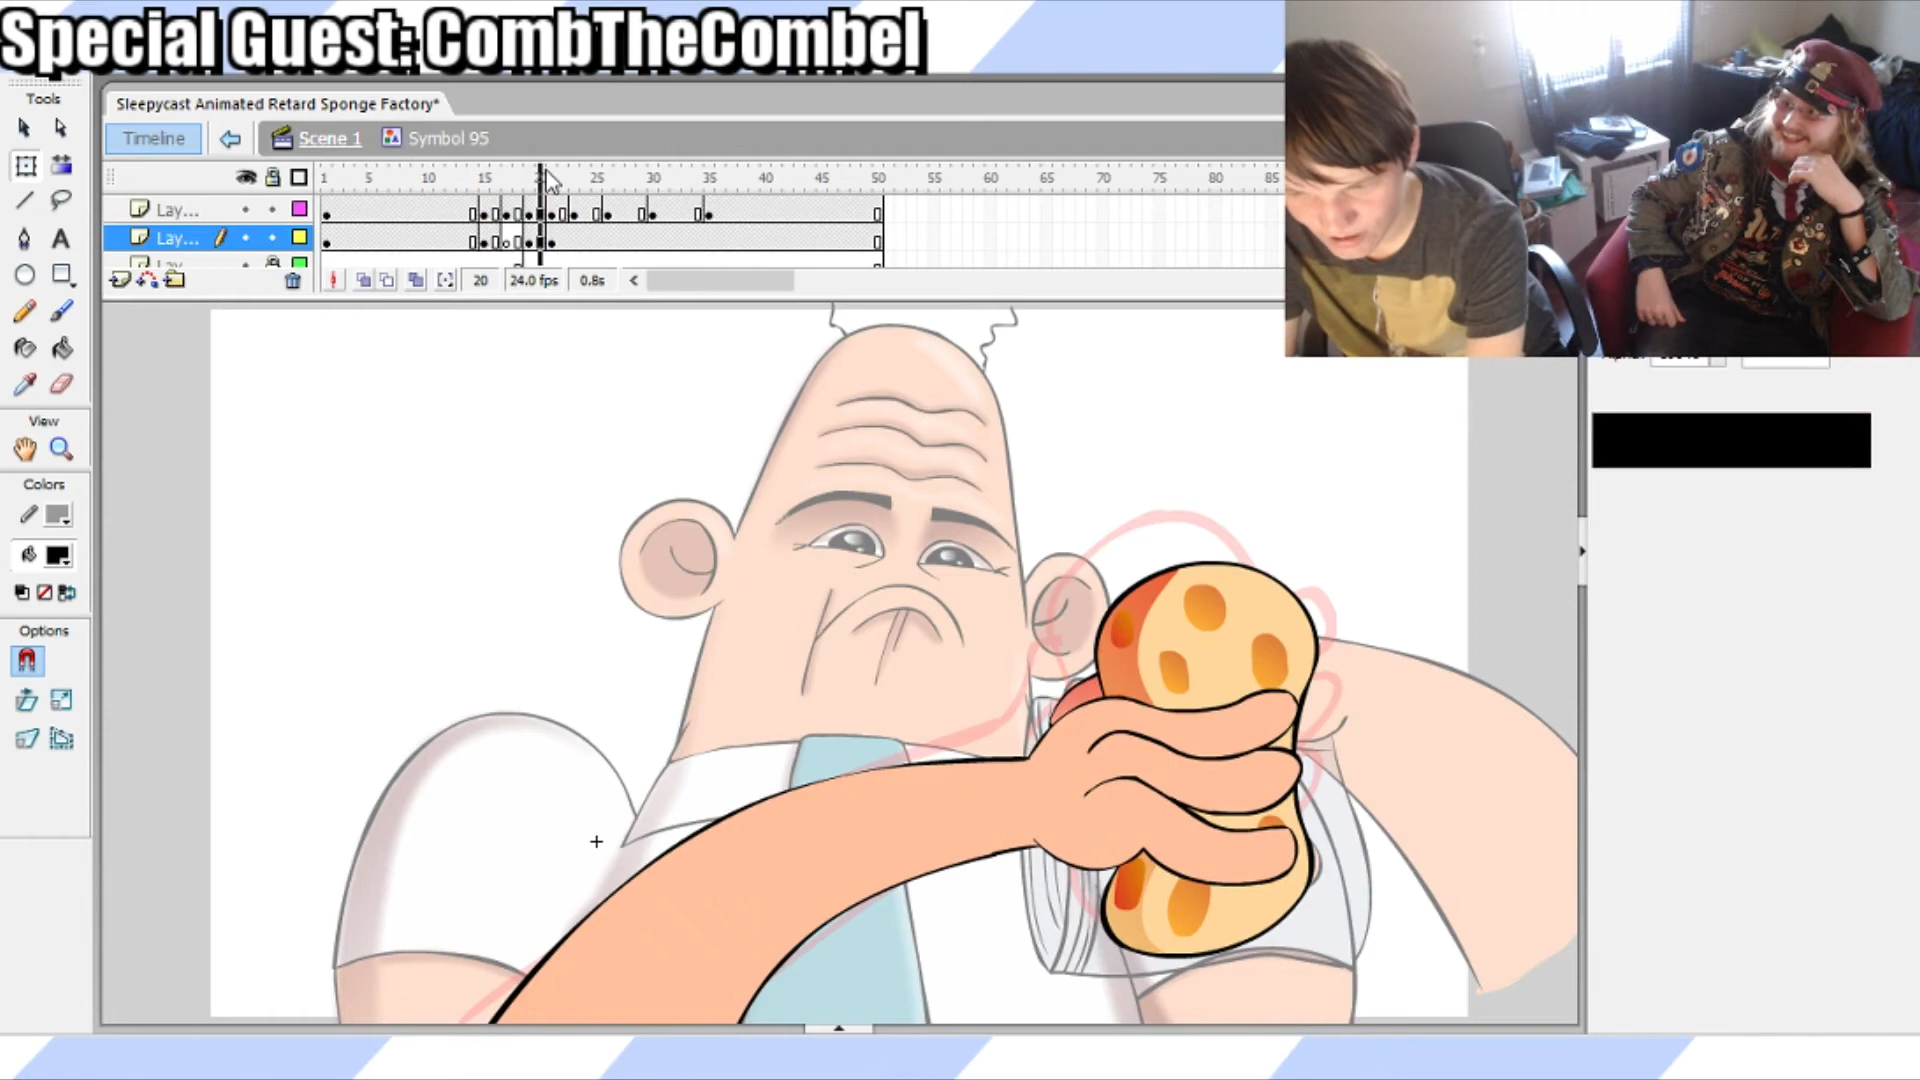 Special Guest: CombTheCombel
Tools
Sleepycast Animated Retard Sponge Factory*
Timeline
Scene 1
Symbol 95
1 5 10 15 25 30 35 40 45 50 55 60 65 70 75 80 85
Lay...
Lay...
20 24.0 fps 0.8s
View
Colors
Options